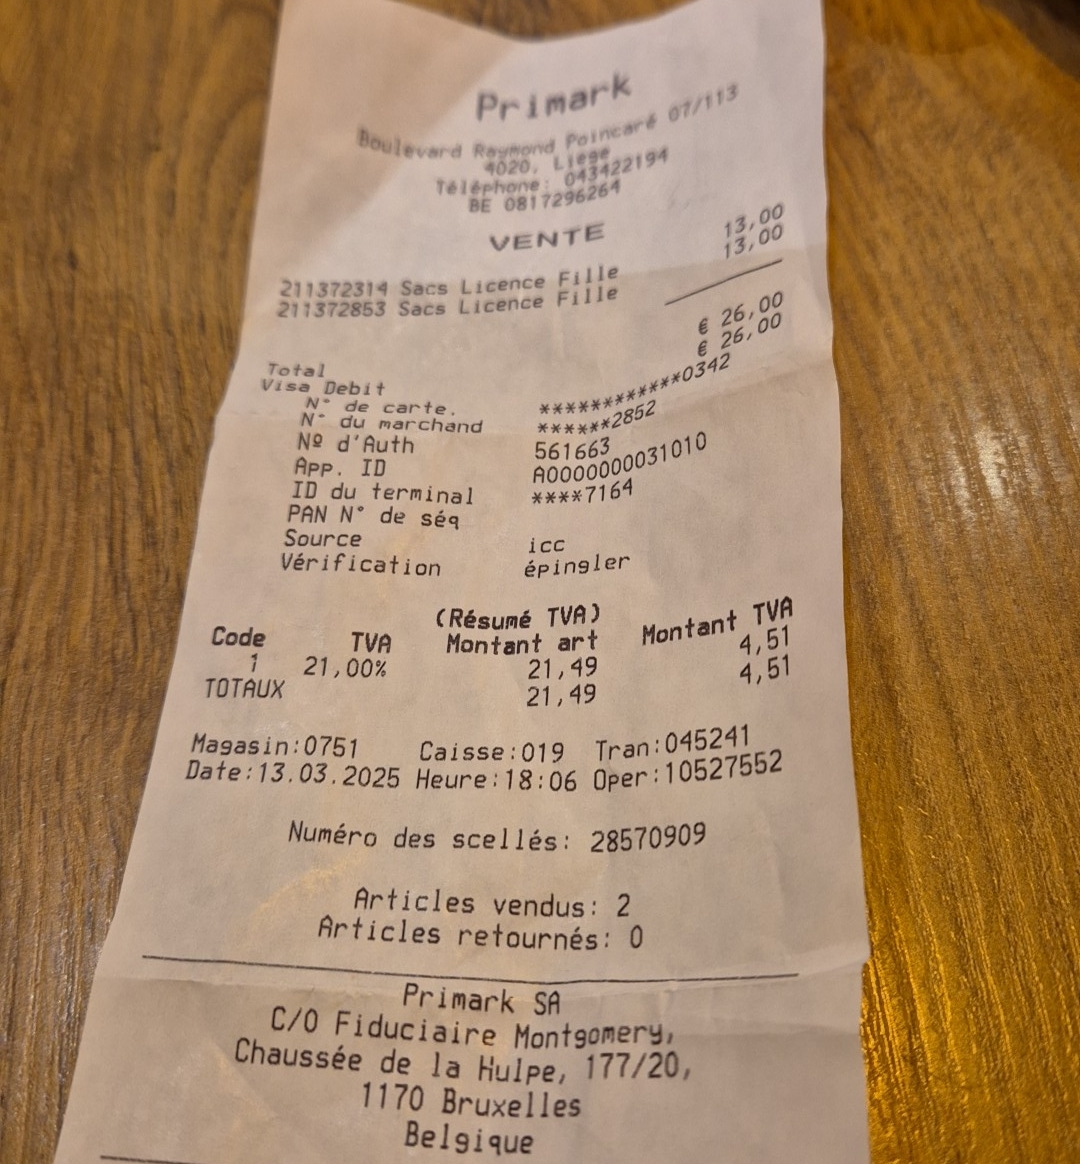 Primark
Boulevard Raymond Poincaré 07/113
4020, Liege
Téléphone: 043422194
BE 0817296264
VENTE
211372314 Sacs Licence Fille 13,00
211372853 Sacs Licence Fille 13,00
Total € 26,00
Visa Debit € 26,00
N° de carte. ************0342
N° du marchand ******2852
Nº d'Auth 561663
App. ID A0000000031010
ID du terminal ****7164
PAN N° de séq
Source icc
Vérification épingler
(Résumé TVA)
Code TVA Montant art Montant TVA
1 21,00% 21,49 4,51
TOTAUX 21,49 4,51
Magasin:0751 Caisse:019 Tran:045241
Date:13.03.2025 Heure:18:06 Oper:10527552
Numéro des scellés: 28570909
Articles vendus: 2
Articles retournés: 0
Primark SA
C/O Fiduciaire Montgomery,
Chaussée de la Hulpe, 177/20,
1170 Bruxelles
Belgique